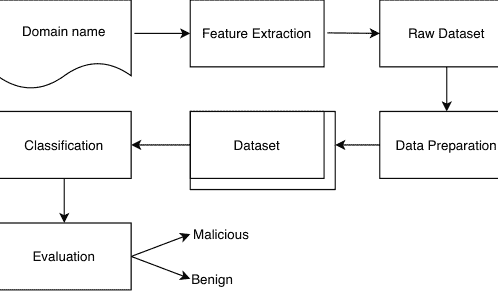 Domain name
Feature Extraction
Raw Dataset
Classification
Dataset
Data Preparation
Evaluation
Malicious
Benign